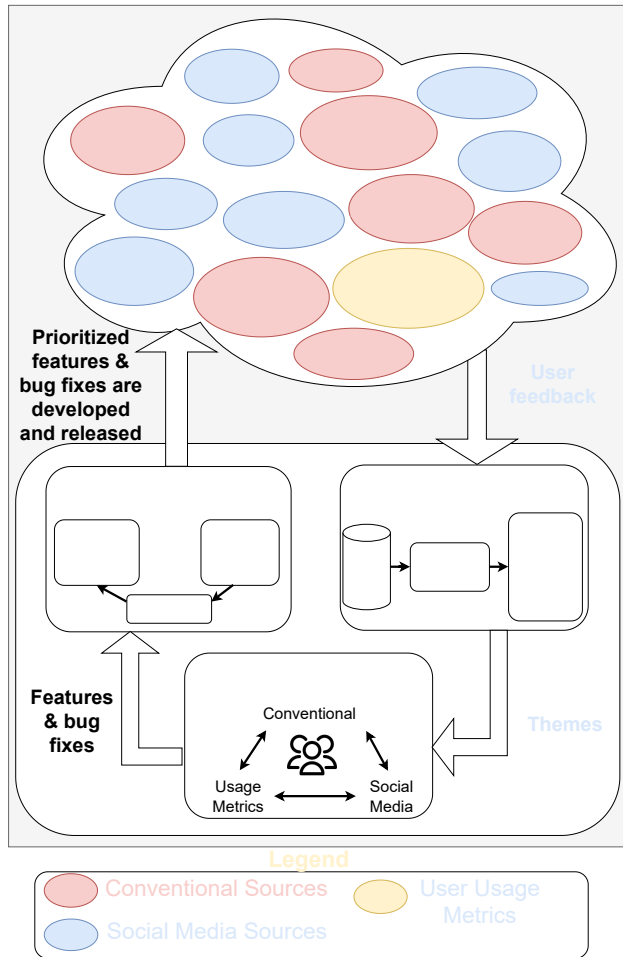 Prioritized
features &
bug fixes are
developed
and released
User
feedback
Features
& bug
fixes
Conventional
Usage
Metrics
Social
Media
Themes
Legend
Conventional Sources
User Usage
Metrics
Social Media Sources